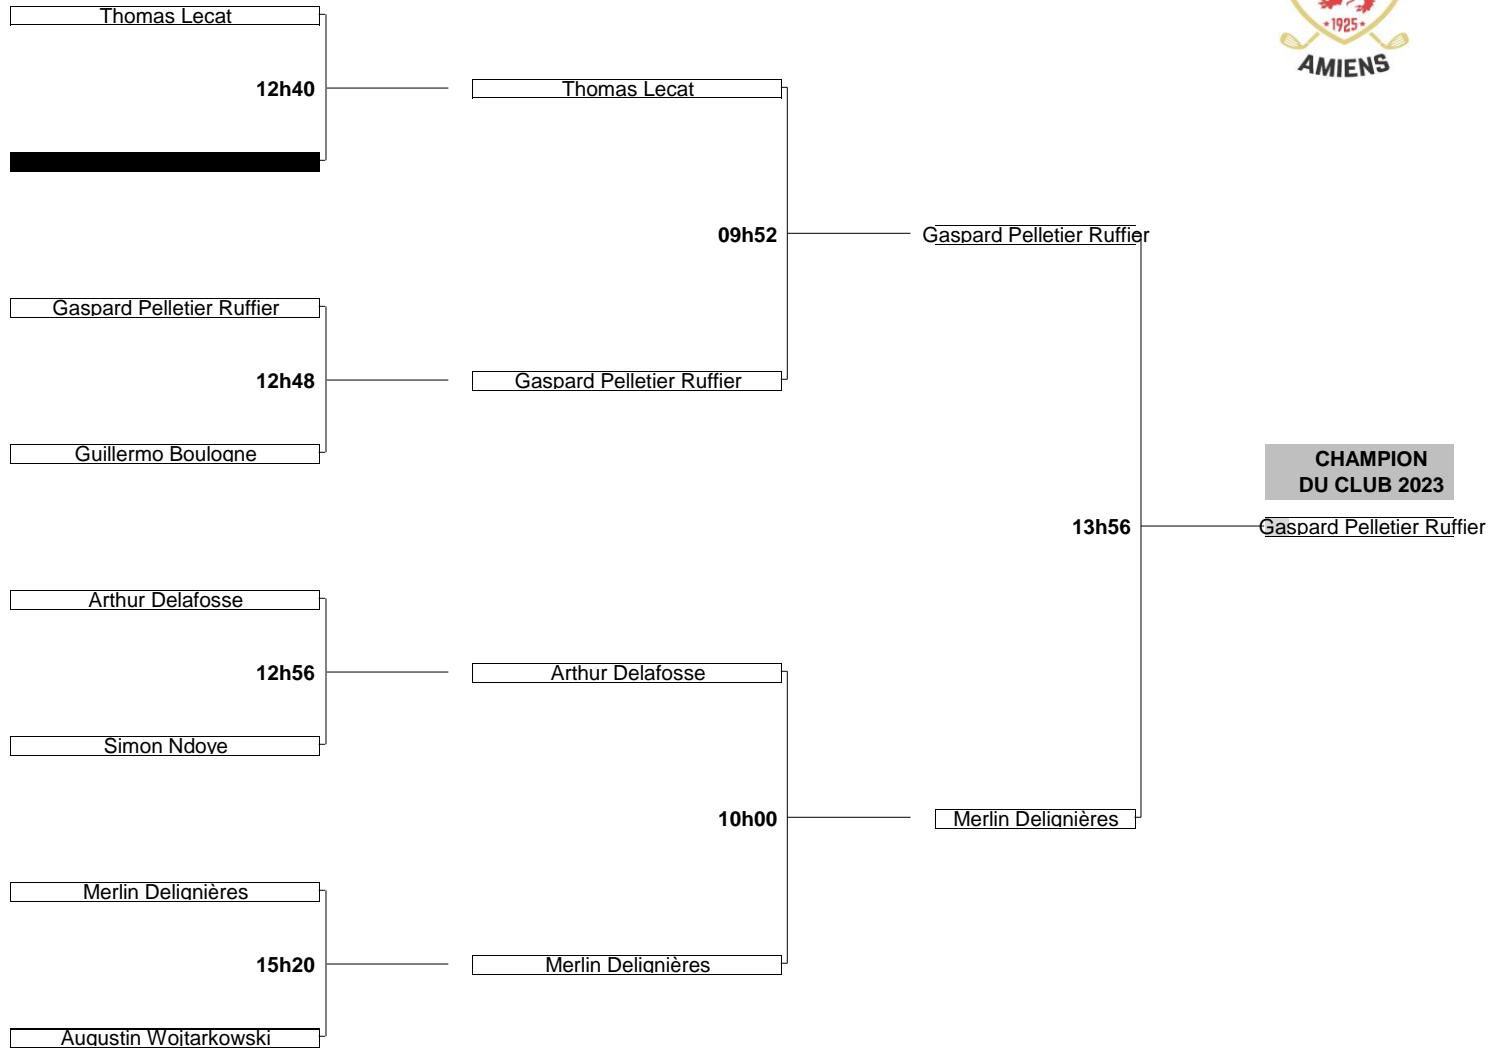 Thomas Lecat
*1925*
AMIENS
12h40
Thomas Lecat
09h52
Gaspard Pelletier Ruffier
Gaspard Pelletier Ruffier
12h48
Gaspard Pelletier Ruffier
Guillermo Boulogne
CHAMPION
DU CLUB 2023
13h56
Gaspard Pelletier Ruffier
Arthur Delafosse
12h56
Arthur Delafosse
Simon Ndoye
10h00
Merlin Delignières
Merlin Delignières
15h20
Merlin Delignières
Augustin Wojtarkowski